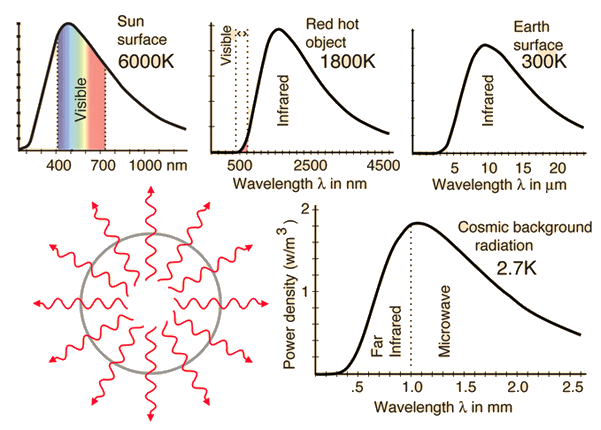 Sun
surface
6000K
Visible
400 700 1000 nm
Red hot
object
1800K
Visible
Infrared
500 2500 4500
Wavelength λ in nm
Earth
surface
300K
Infrared
5 10 15 20
Wavelength λ in μm
Cosmic background
radiation
2.7K
Power density (w/m³)
2
1
Far
Infrared
Microwave
.5 1.0 1.5 2.0 2.5
Wavelength λ in mm